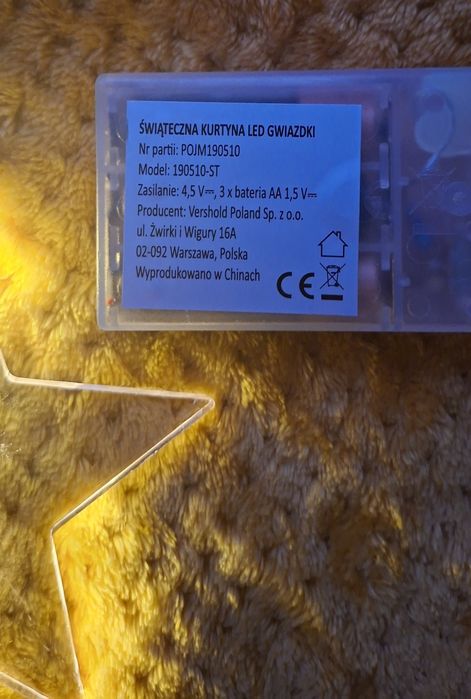 ŚWIĄTECZNA KURTYNA LED GWIAZDKI
Nr partii: POJM190510
Model: 190510-ST
Zasilanie: 4,5 V⎓, 3 x bateria AA 1,5 V⎓
Producent: Vershold Poland Sp. z o.o.
ul. Żwirki i Wigury 16A
02-092 Warszawa, Polska
Wyprodukowano w Chinach
CE